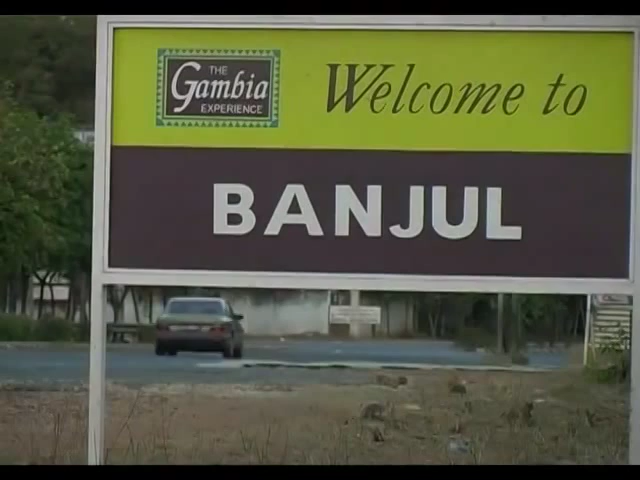 THE
Gambia
EXPERIENCE
Welcome to
BANJUL